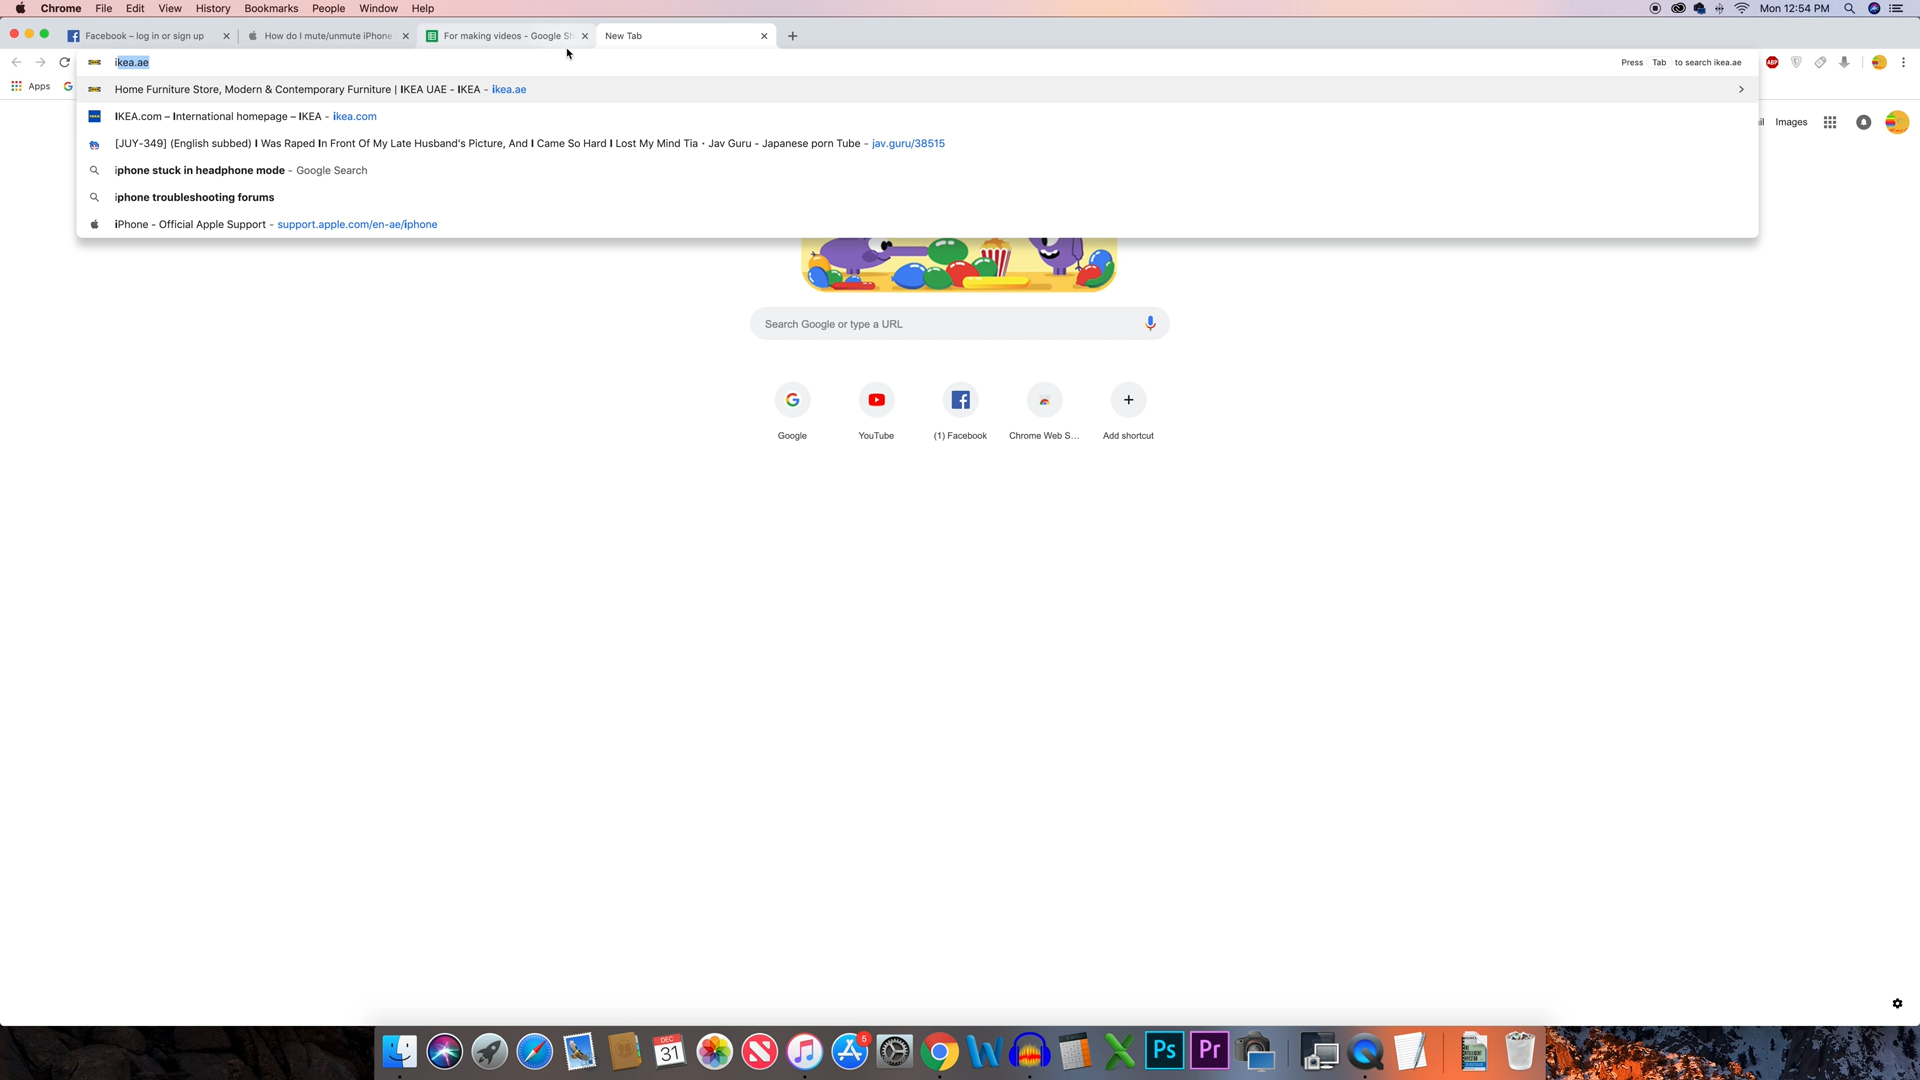 Chrome File Edit View History Bookmarks People Window Help Mon 12:54 PM
Facebook – log in or sign up How do I mute/unmute iPhone For making videos - Google Sh New Tab
ikea.ae Press Tab to search ikea.ae ABP
Apps Home Furniture Store, Modern & Contemporary Furniture | IKEA UAE - IKEA - ikea.ae
IKEA.com – International homepage – IKEA - ikea.com
il Images
[JUY-349] (English subbed) I Was Raped In Front Of My Late Husband's Picture, And I Came So Hard I Lost My Mind Tia · Jav Guru - Japanese porn Tube - jav.guru/38515
iphone stuck in headphone mode - Google Search
iphone troubleshooting forums
iPhone - Official Apple Support - support.apple.com/en-ae/iphone
Search Google or type a URL
Google YouTube (1) Facebook Chrome Web S... Add shortcut
DEC
31
5
Ps Pr